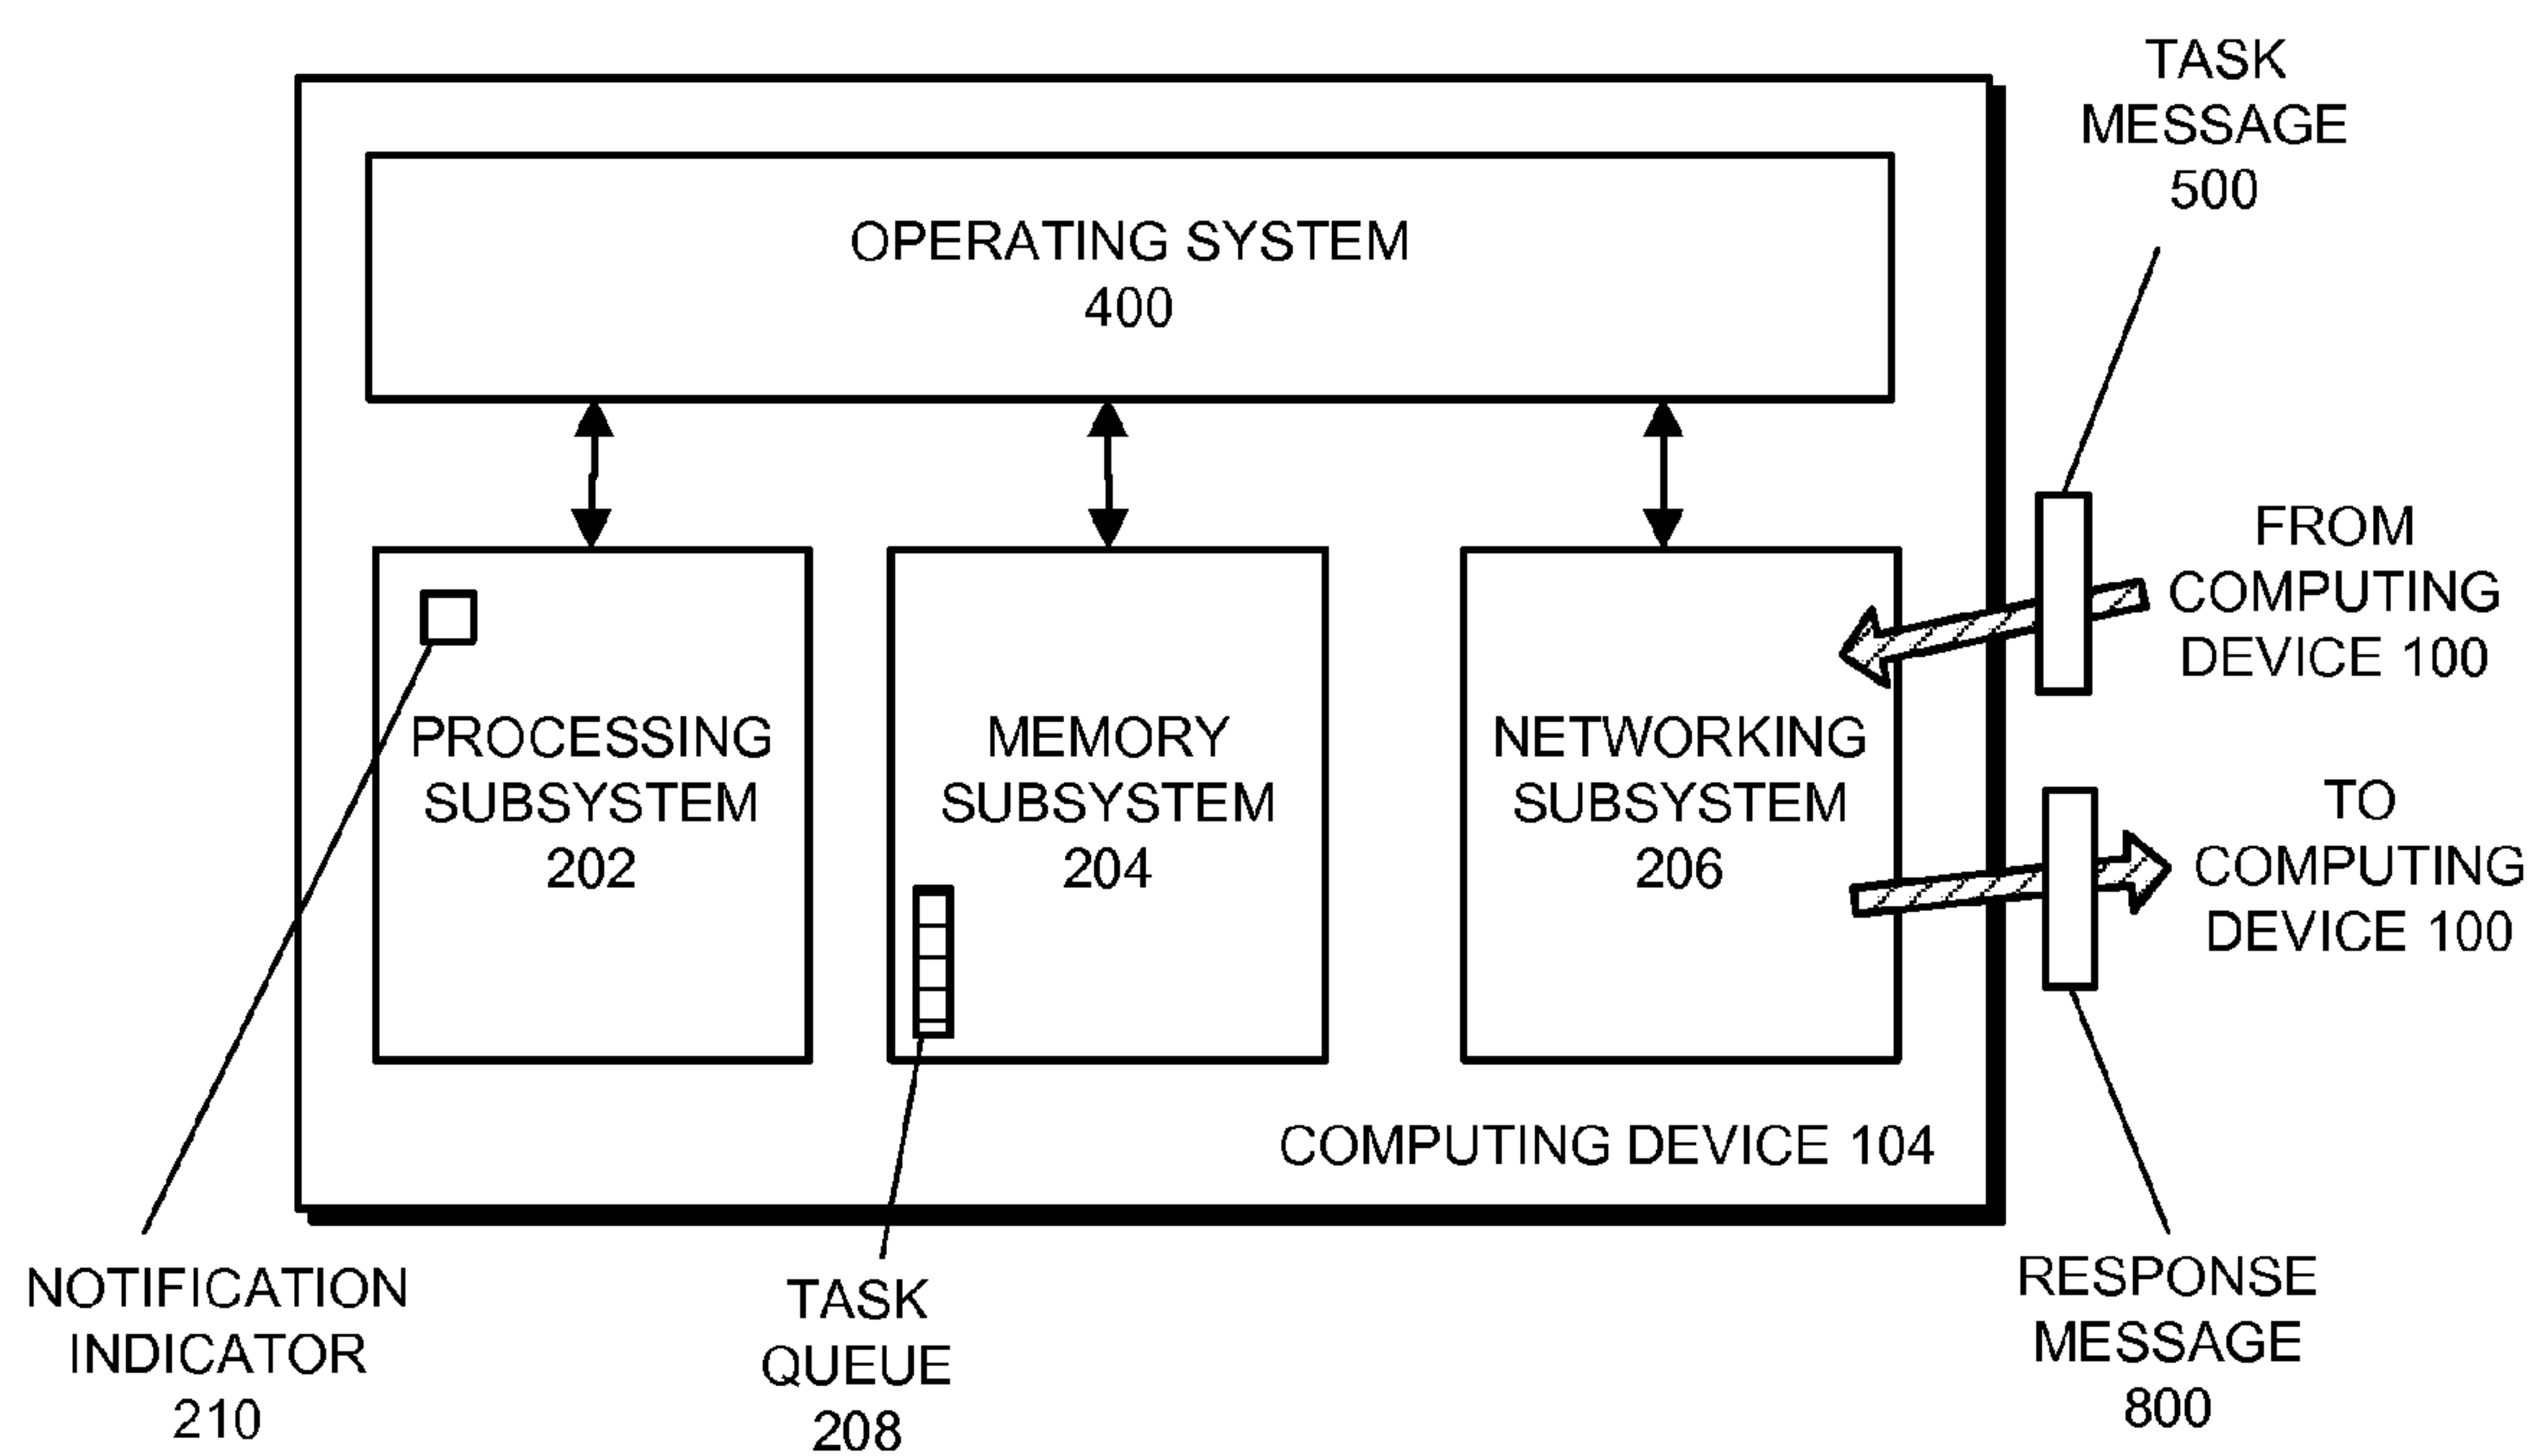 TASK
MESSAGE
500
OPERATING SYSTEM
400
FROM
COMPUTING
DEVICE 100
PROCESSING
SUBSYSTEM
202
MEMORY
SUBSYSTEM
204
NETWORKING
SUBSYSTEM
206
TO
COMPUTING
DEVICE 100
COMPUTING DEVICE 104
NOTIFICATION
INDICATOR
210
TASK
QUEUE
208
RESPONSE
MESSAGE
800